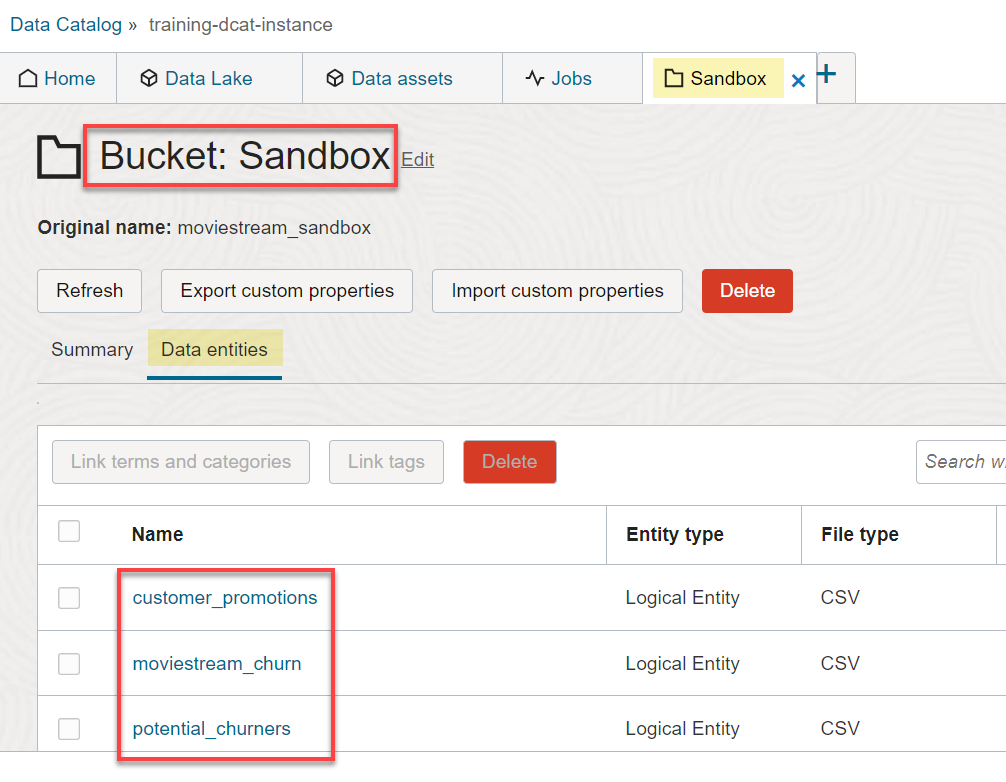 Data Catalog » training-dcat-instance
Home Data Lake Data assets Jobs Sandbox × +
Bucket: Sandbox Edit
Original name: moviestream_sandbox
Refresh Export custom properties Import custom properties Delete
Summary Data entities
Link terms and categories Link tags Delete Search w
Name Entity type File type
customer_promotions Logical Entity CSV
moviestream_churn Logical Entity CSV
potential_churners Logical Entity CSV